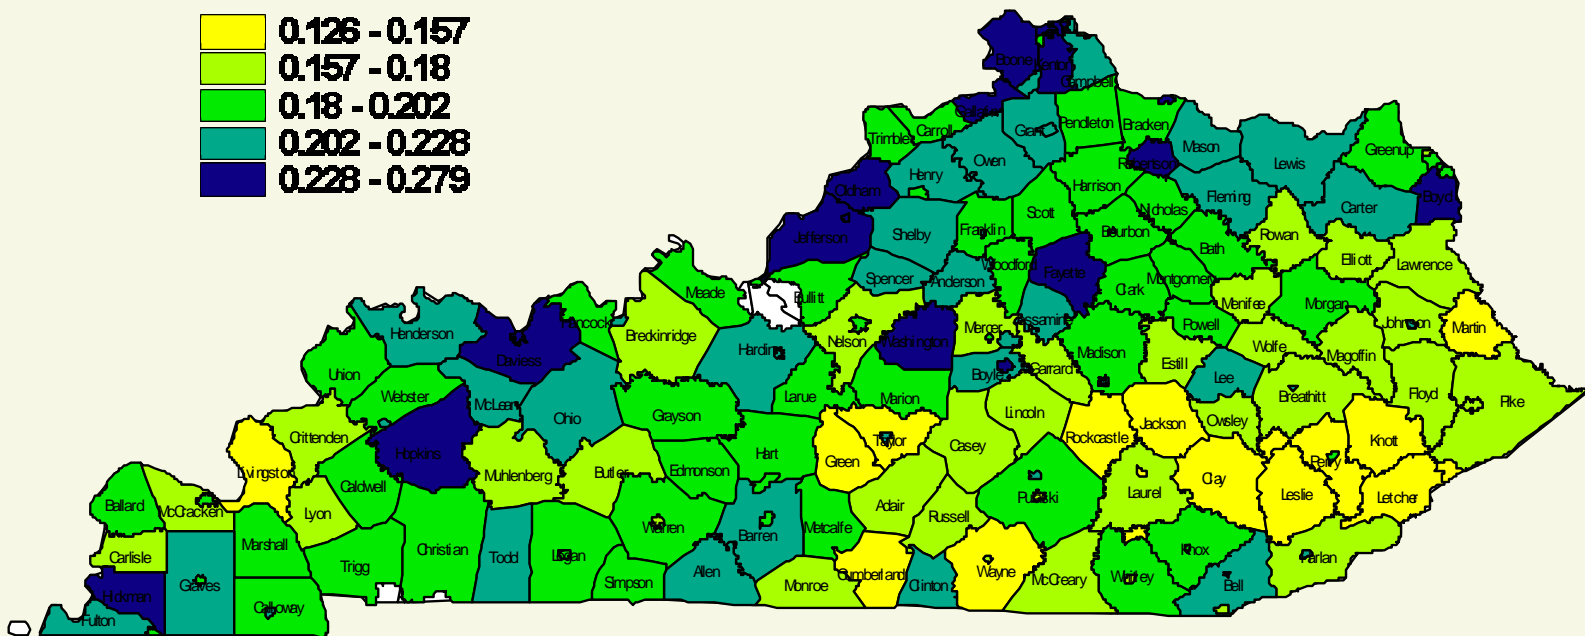 0.126 - 0.157
0.157 - 0.18
0.18 - 0.202
0.202 - 0.228
0.228 - 0.279
Boone
Kenton
Campbell
Gallatin
Grant
Pendleton
Bracken
Trimble
Carroll
Owen
Mason
Lewis
Greenup
Henry
Robertson
Oldham
Harrison
Fleming
Carter
Boyd
Jefferson
Shelby
Franklin
Scott
Nicholas
Bourbon
Bath
Rowan
Elliott
Lawrence
Spencer
Anderson
Woodford
Fayette
Clark
Montgomery
Menifee
Morgan
Johnson
Martin
Meade
Bullitt
Henderson
Hancock
Daviess
Breckinridge
Hardin
Nelson
Washington
Mercer
Jessamine
Madison
Powell
Estill
Wolfe
Magoffin
Union
Webster
McLean
Ohio
Grayson
Larue
Marion
Boyle
Garrard
Lee
Breathitt
Floyd
Pike
Crittenden
Hopkins
Muhlenberg
Butler
Edmonson
Hart
Green
Taylor
Casey
Lincoln
Rockcastle
Jackson
Owsley
Perry
Knott
Livingston
Caldwell
Lyon
Ballard
McCracken
Warren
Barren
Metcalfe
Adair
Russell
Pulaski
Laurel
Clay
Leslie
Letcher
Carlisle
Marshall
Trigg
Christian
Todd
Logan
Simpson
Allen
Monroe
Cumberland
Clinton
Wayne
McCreary
Whitley
Knox
Bell
Harlan
Hickman
Graves
Calloway
Fulton